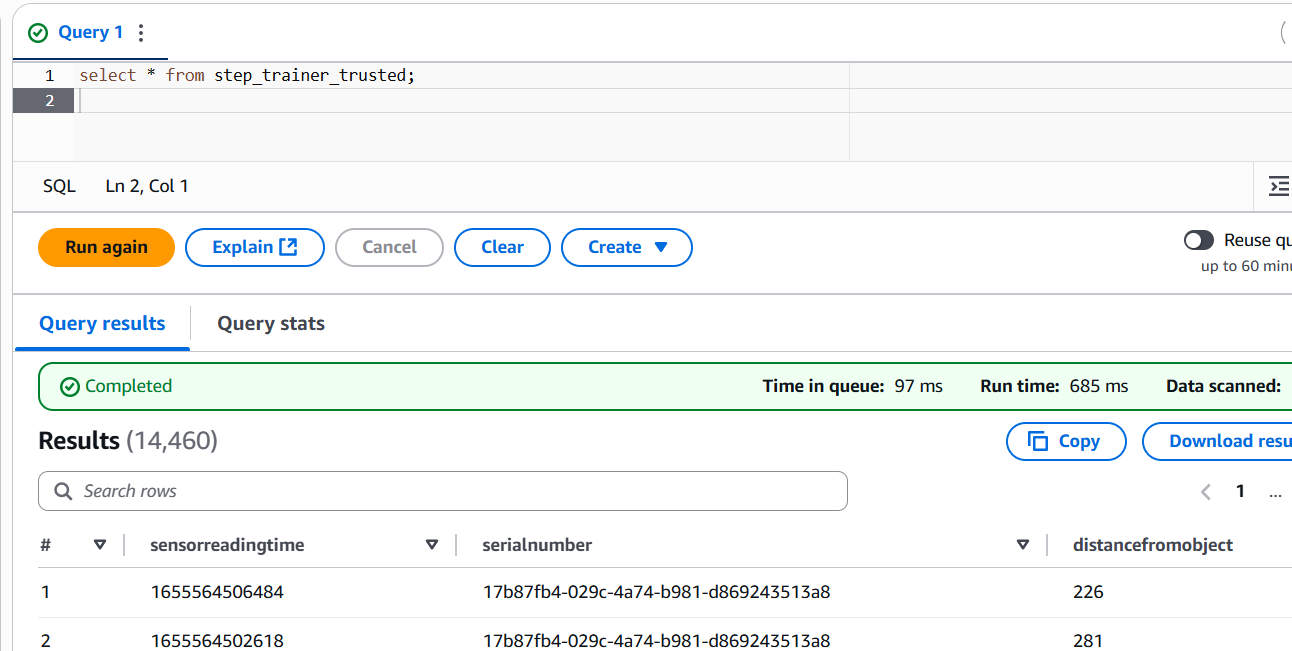 Query 1
1 select * from step_trainer_trusted;
2
SQL Ln 2, Col 1
Run again Explain Cancel Clear Create Reuse qu
up to 60 minu
Query results Query stats
Completed Time in queue: 97 ms Run time: 685 ms Data scanned:
Results (14,460) Copy Download resu
Search rows 1 ...
# sensorreadingtime serialnumber distancefromobject
1 1655564506484 17b87fb4-029c-4a74-b981-d869243513a8 226
2 1655564502618 17b87fb4-029c-4a74-b981-d869243513a8 281